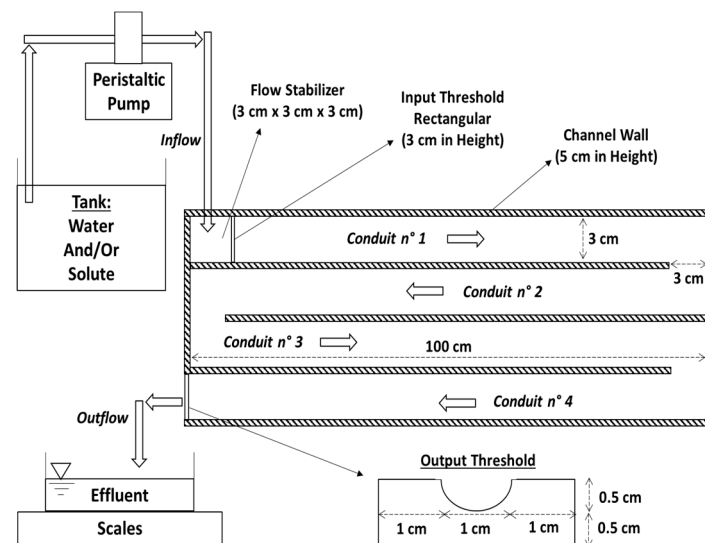 Peristaltic
Pump
Flow Stabilizer
(3 cm x 3 cm x 3 cm)
Input Threshold
Rectangular
(3 cm in Height)
Channel Wall
(5 cm in Height)
Inflow
Tank:
Water
And/Or
Solute
Conduit n° 1
3 cm
3 cm
Conduit n° 2
Conduit n° 3
100 cm
Conduit n° 4
Outflow
Output Threshold
Effluent
Scales
1 cm
1 cm
1 cm
0.5 cm
0.5 cm